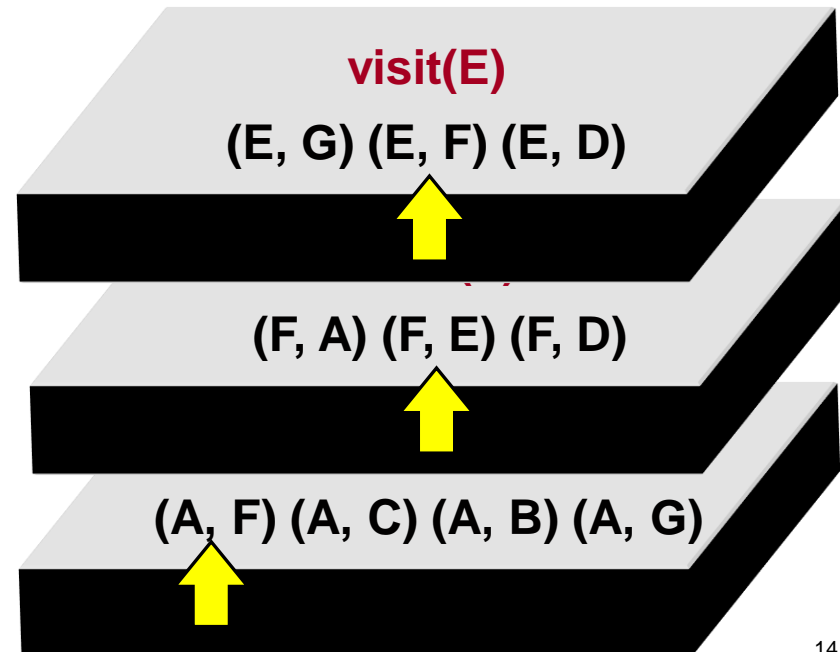 visit(E)
(E, G) (E, F) (E, D)
(F, A) (F, E) (F, D)
(A, F) (A, C) (A, B) (A, G)
14